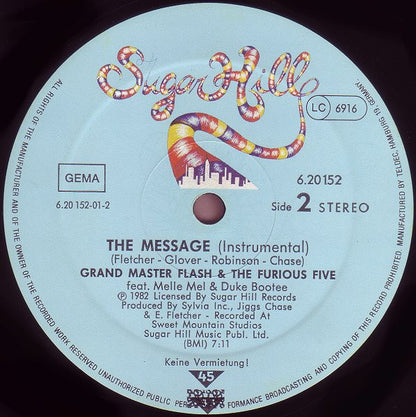 Sugar Hill
LC 6916
GEMA
6.20 152-01-2
6.20152
Side 2 STEREO
THE MESSAGE (Instrumental)
(Fletcher - Glover - Robinson - Chase)
GRAND MASTER FLASH & THE FURIOUS FIVE
feat. Melle Mel & Duke Bootee
Ⓟ 1982 Licensed By Sugar Hill Records
Produced By Sylvia Inc., Jiggs Chase
& E. Fletcher - Recorded At
Sweet Mountain Studios
Sugar Hill Music Publ. Ltd.
(BMI) 7:11
Keine Vermietung!
45
ALL RIGHTS OF THE MANUFACTURER AND OF THE OWNER OF THE RECORDED WORK RESERVED UNAUTHORIZED PUBLIC PERFORMANCE BROADCASTING AND COPYING OF THIS RECORD PROHIBITED. MANUFACTURED BY TELDEC, HAMBURG 19, GERMANY.